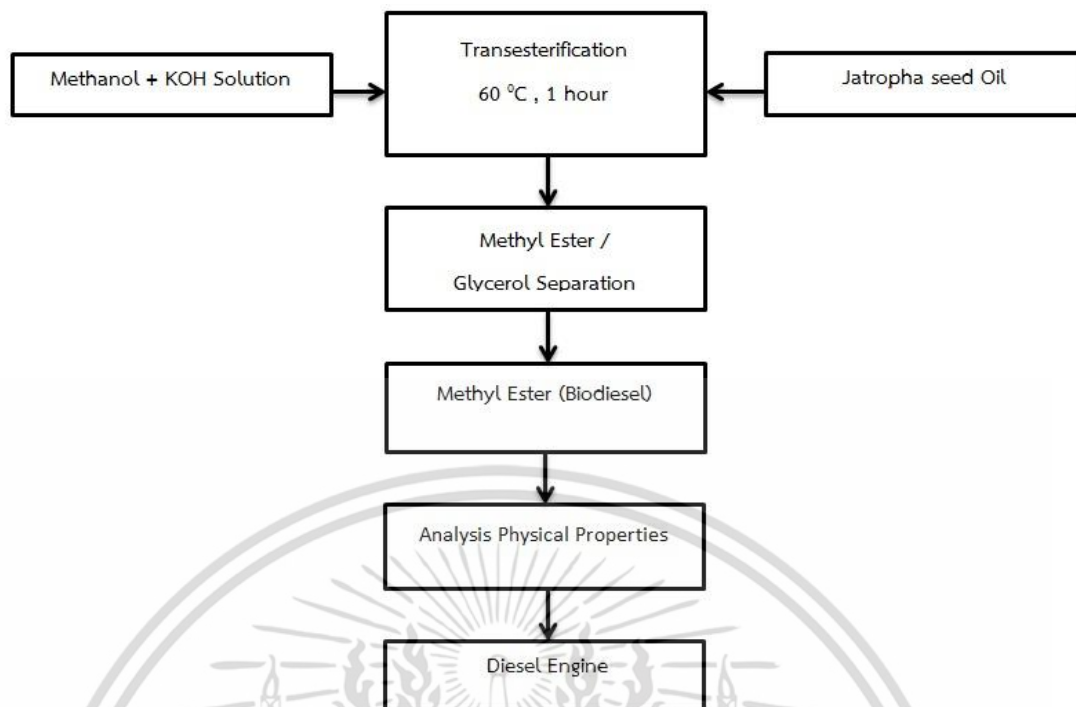 Transesterification
60 ⁰C , 1 hour
Methanol + KOH Solution
Jatropha seed Oil
Methyl Ester /
Glycerol Separation
Methyl Ester (Biodiesel)
Analysis Physical Properties
Diesel Engine